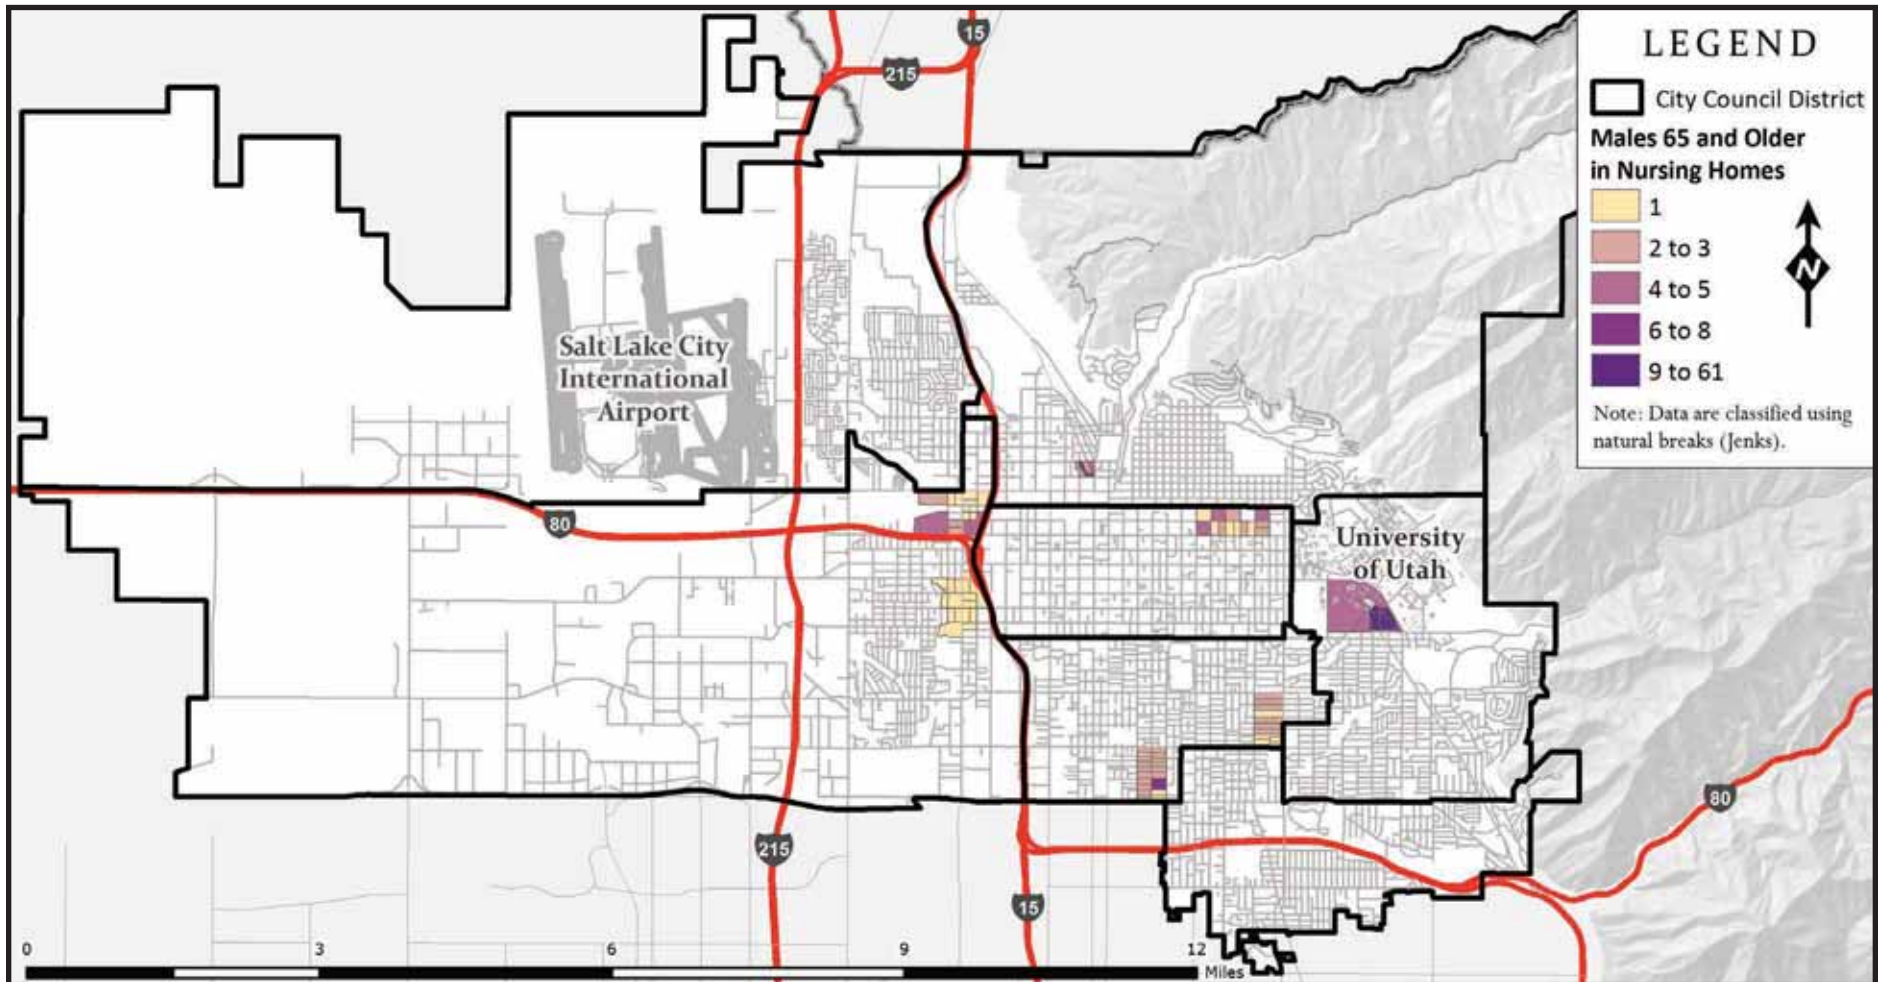 15
215
LEGEND
City Council District
Males 65 and Older
in Nursing Homes
1
2 to 3
4 to 5
6 to 8
9 to 61
N
Note: Data are classified using
natural breaks (Jenks).
Salt Lake City
International
Airport
80
University
of Utah
80
215
15
0 3 6 9 12
Miles